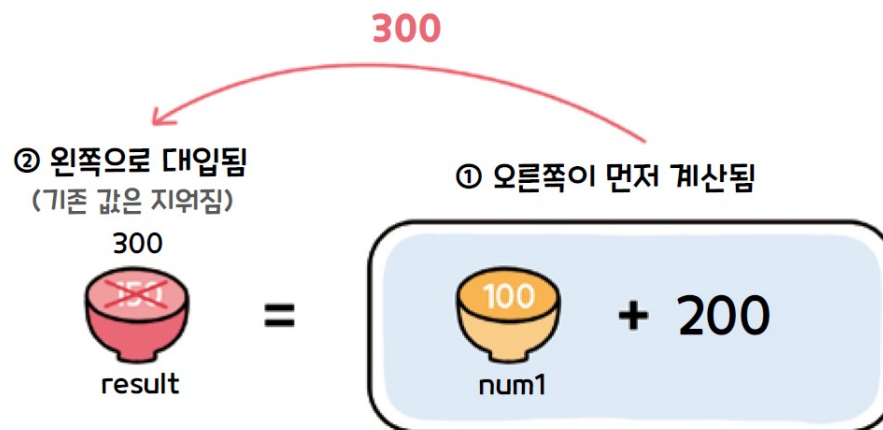 300
② 왼쪽으로 대입됨
(기존 값은 지워짐)
① 오른쪽이 먼저 계산됨
300
150
=
100
+ 200
result
num1